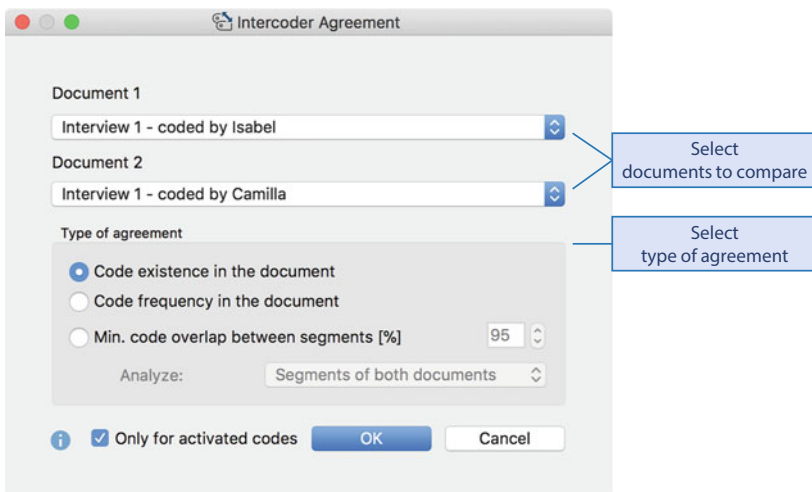 Intercoder Agreement
Document 1
Interview 1 - coded by Isabel
Document 2
Interview 1 - coded by Camilla
Select
documents to compare
Type of agreement
Select
type of agreement
Code existence in the document
Code frequency in the document
Min. code overlap between segments [%] 95
Analyze: Segments of both documents
Only for activated codes OK Cancel